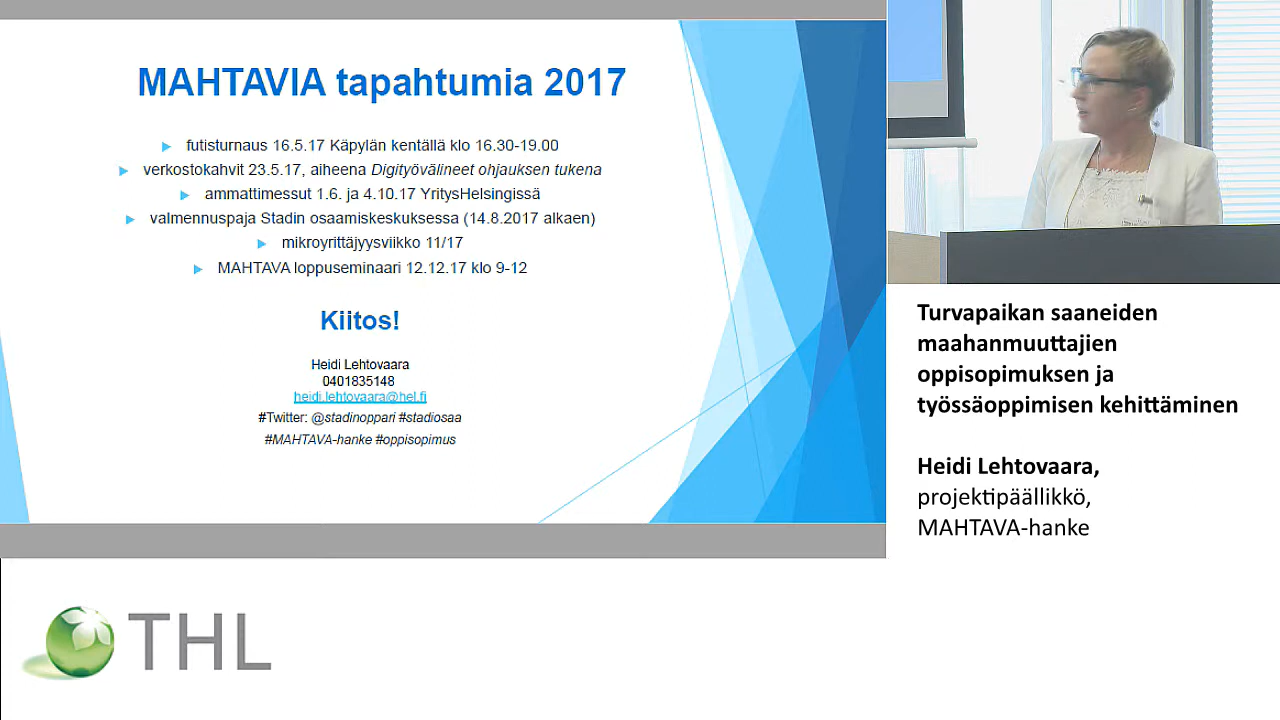 MAHTAVIA tapahtumia 2017
futisturnaus 16.5.17 Käpylän kentällä klo 16.30-19.00
verkostokahvit 23.5.17, aiheena Digityövälineet ohjauksen tukena
ammattimessut 1.6. ja 4.10.17 YritysHelsingissä
valmennuspaja Stadin osaamiskeskuksessa (14.8.2017 alkaen)
mikroyrittäjyysviikko 11/17
MAHTAVA loppuseminaari 12.12.17 klo 9-12
Kiitos!
Heidi Lehtovaara
0401835148
heidi.lehtovaara@hel.fi
#Twitter: @stadinoppari #stadiosaa
#MAHTAVA-hanke #oppisopimus
Turvapaikan saaneiden
maahanmuuttajien
oppisopimuksen ja
työssäoppimisen kehittäminen
Heidi Lehtovaara,
projektipäällikkö,
MAHTAVA-hanke
THL